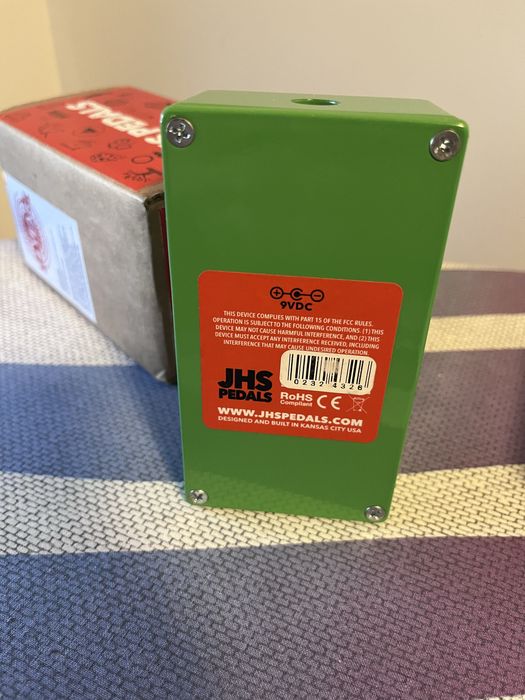 PEDALS
9VDC
THIS DEVICE COMPLIES WITH PART 15 OF THE FCC RULES.
OPERATION IS SUBJECT TO THE FOLLOWING CONDITIONS. (1) THIS
DEVICE MAY NOT CAUSE HARMFUL INTERFERENCE, AND (2) THIS
DEVICE MUST ACCEPT ANY INTERFERENCE RECEIVED, INCLUDING
INTERFERENCE THAT MAY CAUSE UNDESIRED OPERATION.
0232 4326
JHS
PEDALS
RoHS
Compliant
CE
WWW.JHSPEDALS.COM
DESIGNED AND BUILT IN KANSAS CITY USA